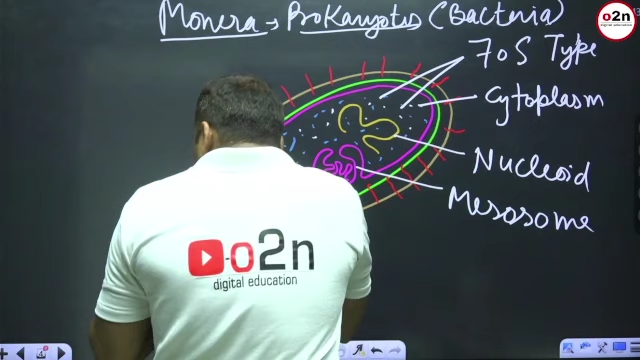 Monera → Prokaryotes (Bacteria)
o2n
digital education
70S Type
Cytoplasm
Nucleoid
Mesosome
o2n
digital education